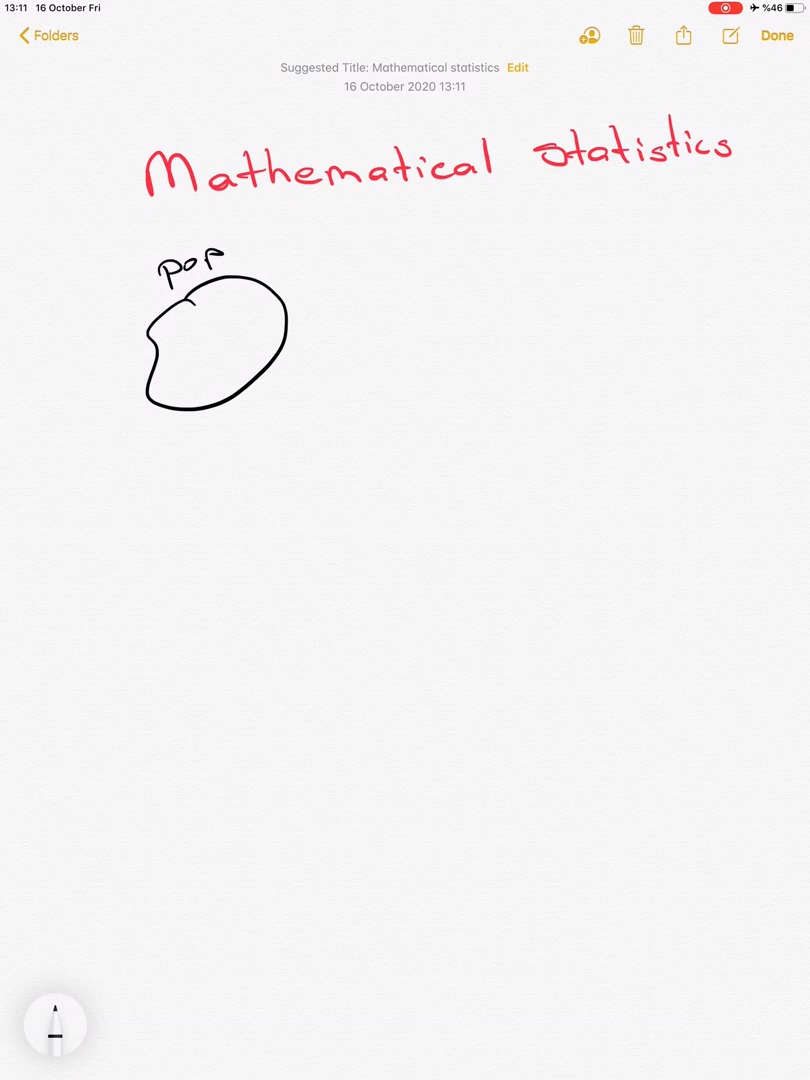 13:11 16 October Fri %46
Folders Done
Suggested Title: Mathematical statistics Edit
16 October 2020 13:11
Mathematical statistics
pop